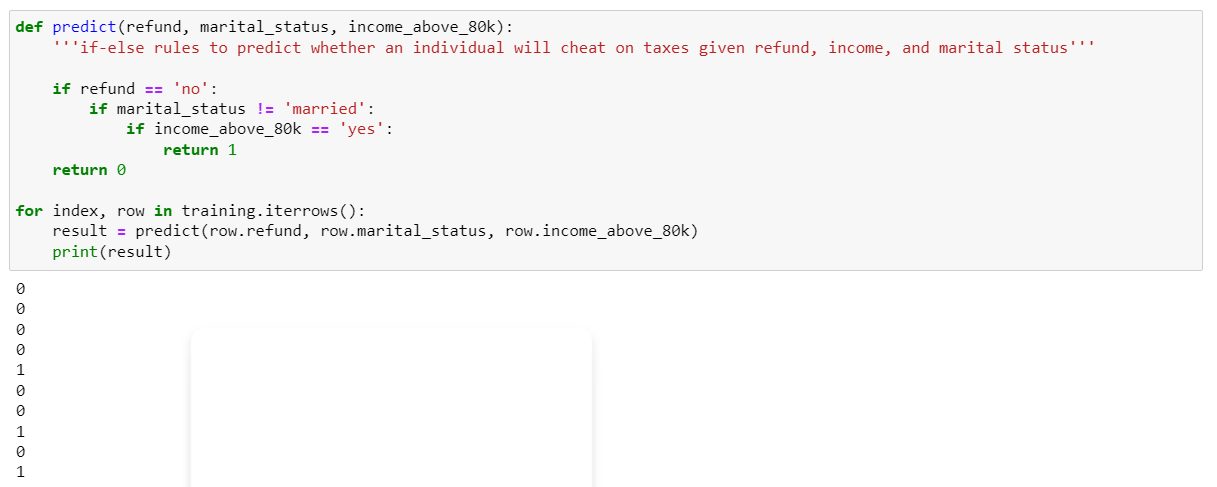 def predict(refund, marital_status, income_above_80k):
    '''if-else rules to predict whether an individual will cheat on taxes given refund, income, and marital status'''

    if refund == 'no':
        if marital_status != 'married':
            if income_above_80k == 'yes':
                return 1
    return 0

for index, row in training.iterrows():
    result = predict(row.refund, row.marital_status, row.income_above_80k)
    print(result)
0
0
0
0
1
0
0
1
0
1